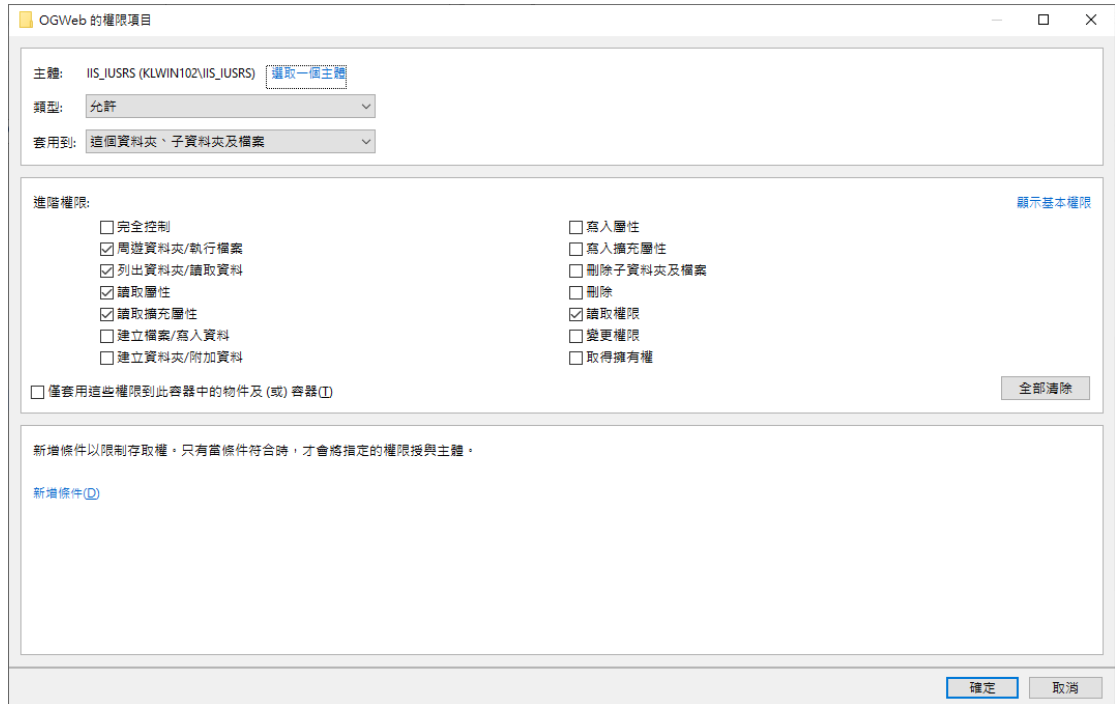 OGWeb 的權限項目
主體: IIS_IUSRS (KLWIN102\IIS_IUSRS) 選取一個主體
類型: 允許
套用到: 這個資料夾、子資料夾及檔案
進階權限: 顯示基本權限
完全控制 寫入屬性
周遊資料夾/執行檔案 寫入擴充屬性
列出資料夾/讀取資料 刪除子資料夾及檔案
讀取屬性 刪除
讀取擴充屬性 讀取權限
建立檔案/寫入資料 變更權限
建立資料夾/附加資料 取得擁有權
僅套用這些權限到此容器中的物件及 (或) 容器(T) 全部清除
新增條件以限制存取權。只有當條件符合時，才會將指定的權限授與主體。
新增條件(D)
確定 取消